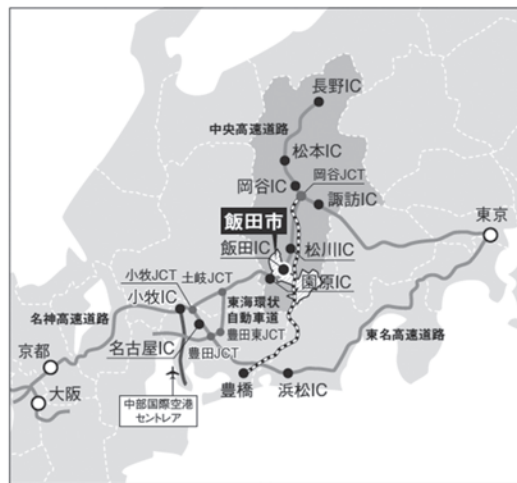 長野IC
中央高速道路
松本IC
岡谷JCT
岡谷IC
諏訪IC
東京
飯田市
飯田IC
松川IC
園原IC
小牧JCT
土岐JCT
小牧IC
東海環状
自動車道
名神高速道路
豊田東JCT
東名高速道路
京都
名古屋IC
豊田JCT
大阪
豊橋
浜松IC
中部国際空港
セントレア